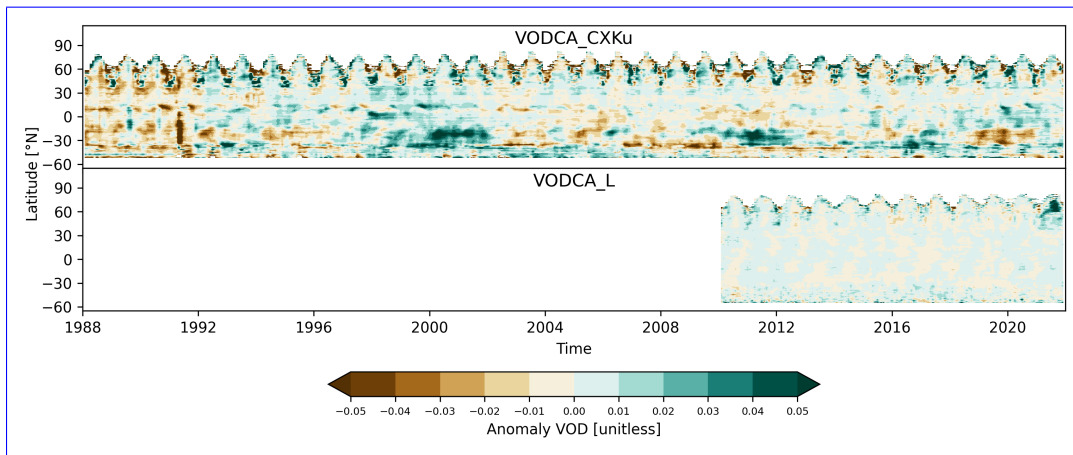 VODCA_CXKu
90
60
30
0
−30
−60
VODCA_L
90
60
30
0
−30
−60
Latitude [°N]
1988 1992 1996 2000 2004 2008 2012 2016 2020
Time
−0.05 −0.04 −0.03 −0.02 −0.01 0.00 0.01 0.02 0.03 0.04 0.05
Anomaly VOD [unitless]